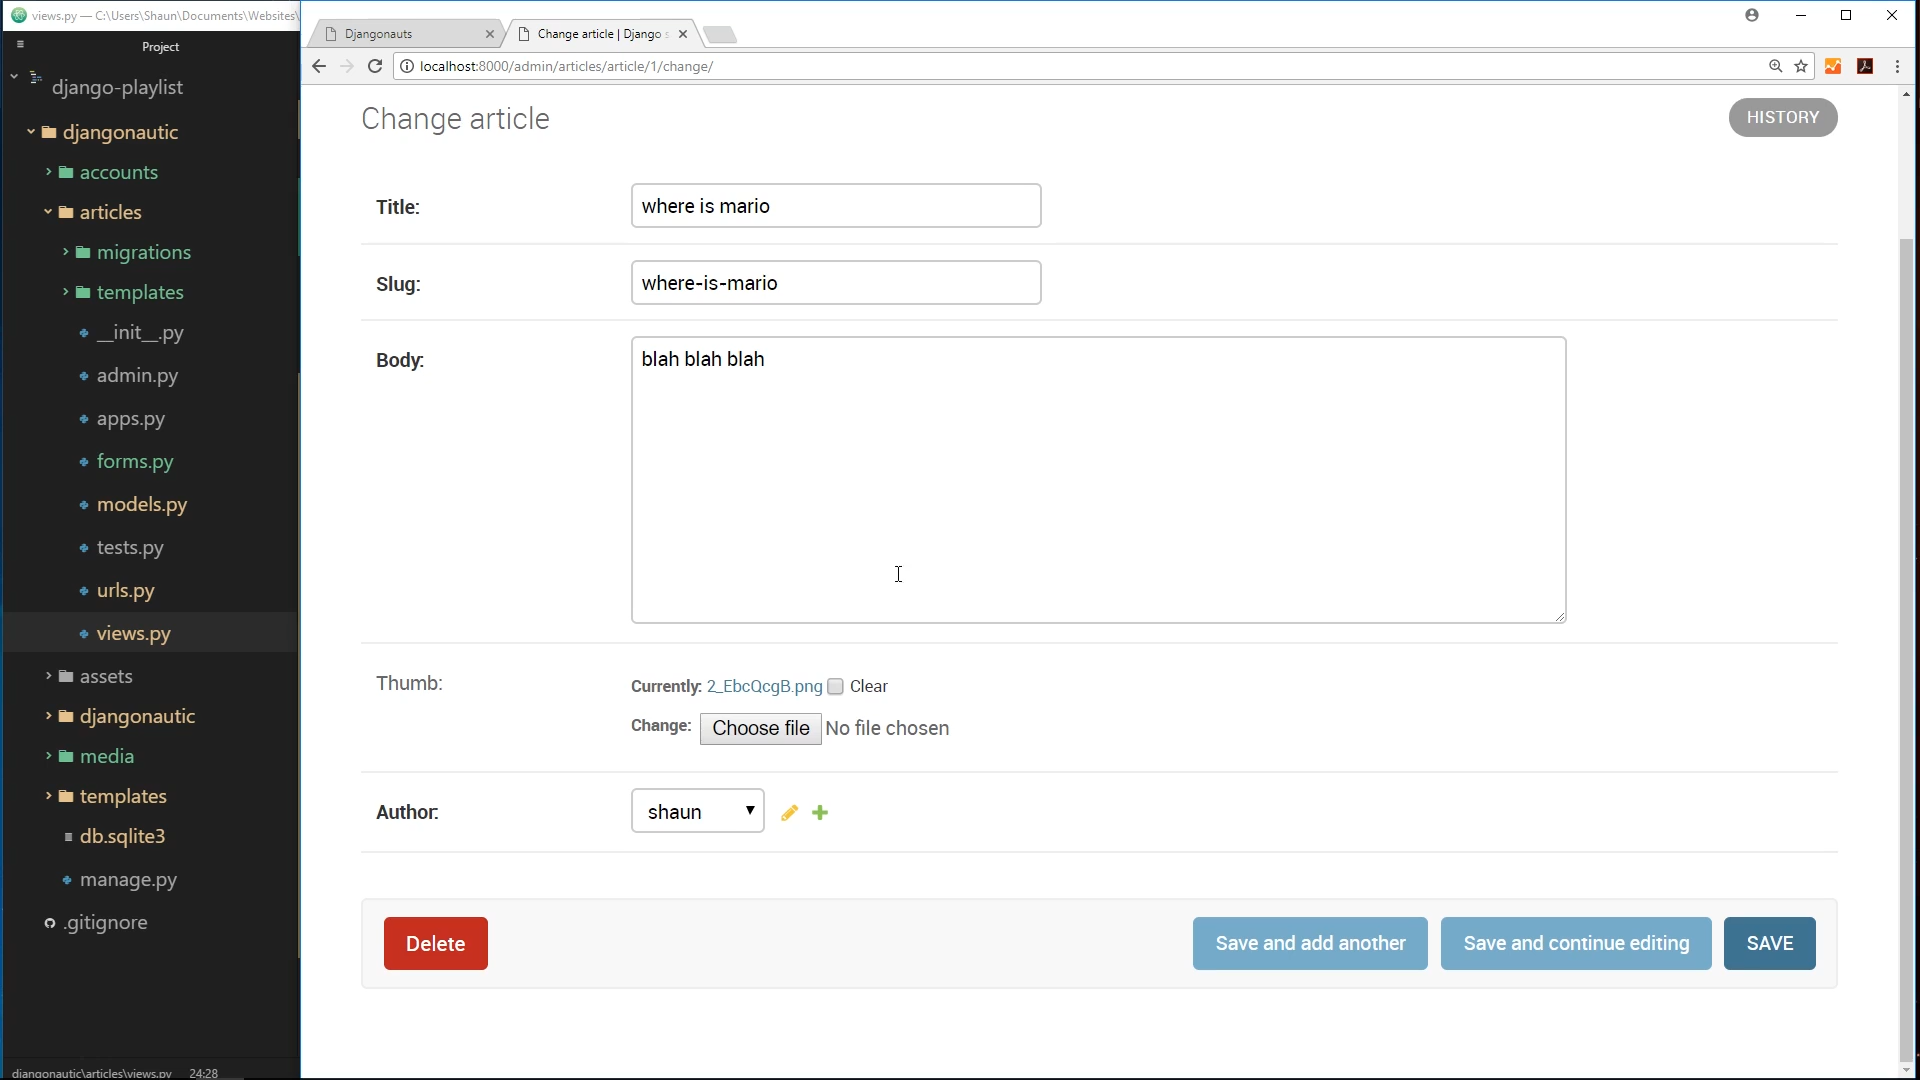 views.py — C:\Users\Shaun\Documents\Websites\
Project
django-playlist
djangonautic
accounts
articles
migrations
templates
__init__.py
admin.py
apps.py
forms.py
models.py
tests.py
urls.py
views.py
assets
djangonautic
media
templates
db.sqlite3
manage.py
.gitignore
djangonautic\articles\views.py 24:28
Djangonauts
Change article | Django s
localhost:8000/admin/articles/article/1/change/
Change article
HISTORY
Title: where is mario
Slug: where-is-mario
Body: blah blah blah
Thumb: Currently: 2_EbcQcgB.png Clear
Change: Choose file No file chosen
Author: shaun
Delete Save and add another Save and continue editing SAVE